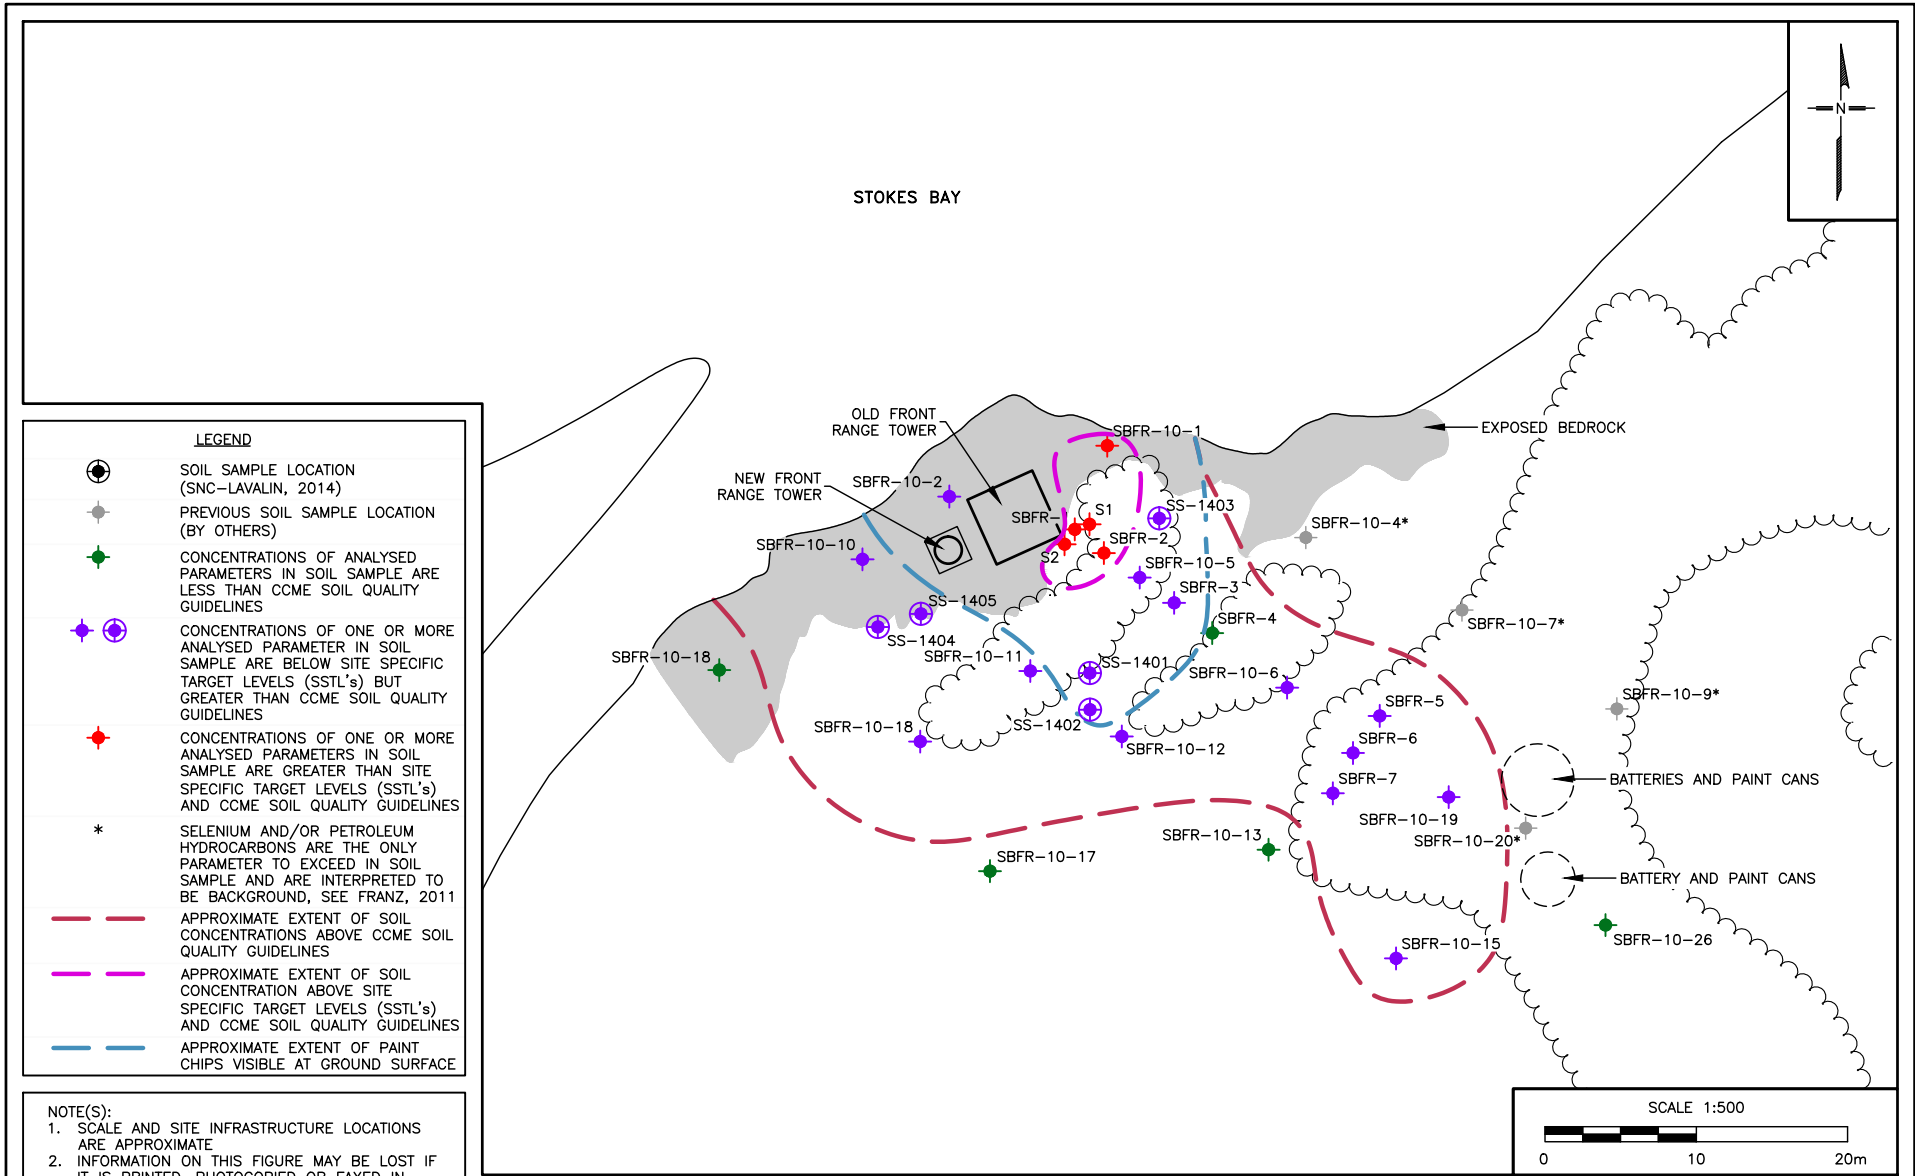 N
STOKES BAY
OLD FRONT
RANGE TOWER
SBFR-10-1
EXPOSED BEDROCK
NEW FRONT
RANGE TOWER
SBFR-10-2
SBFR-
S1
SS-1403
SBFR-10-4*
SBFR-10-10
S2
SBFR-2
SBFR-10-5
SBFR-3
SS-1405
SBFR-4
SBFR-10-7*
SS-1404
SBFR-10-18
SBFR-10-11
SS-1401
SBFR-10-6
SBFR-10-9*
SBFR-5
SBFR-10-18
SS-1402
SBFR-10-12
SBFR-6
SBFR-7
BATTERIES AND PAINT CANS
SBFR-10-19
SBFR-10-13
SBFR-10-20*
SBFR-10-17
BATTERY AND PAINT CANS
SBFR-10-15
SBFR-10-26
LEGEND
SOIL SAMPLE LOCATION
(SNC-LAVALIN, 2014)
PREVIOUS SOIL SAMPLE LOCATION
(BY OTHERS)
CONCENTRATIONS OF ANALYSED
PARAMETERS IN SOIL SAMPLE ARE
LESS THAN CCME SOIL QUALITY
GUIDELINES
CONCENTRATIONS OF ONE OR MORE
ANALYSED PARAMETER IN SOIL
SAMPLE ARE BELOW SITE SPECIFIC
TARGET LEVELS (SSTL's) BUT
GREATER THAN CCME SOIL QUALITY
GUIDELINES
CONCENTRATIONS OF ONE OR MORE
ANALYSED PARAMETERS IN SOIL
SAMPLE ARE GREATER THAN SITE
SPECIFIC TARGET LEVELS (SSTL's)
AND CCME SOIL QUALITY GUIDELINES
* SELENIUM AND/OR PETROLEUM
HYDROCARBONS ARE THE ONLY
PARAMETER TO EXCEED IN SOIL
SAMPLE AND ARE INTERPRETED TO
BE BACKGROUND, SEE FRANZ, 2011
APPROXIMATE EXTENT OF SOIL
CONCENTRATIONS ABOVE CCME SOIL
QUALITY GUIDELINES
APPROXIMATE EXTENT OF SOIL
CONCENTRATION ABOVE SITE
SPECIFIC TARGET LEVELS (SSTL's)
AND CCME SOIL QUALITY GUIDELINES
APPROXIMATE EXTENT OF PAINT
CHIPS VISIBLE AT GROUND SURFACE
NOTE(S):
1. SCALE AND SITE INFRASTRUCTURE LOCATIONS
ARE APPROXIMATE
2. INFORMATION ON THIS FIGURE MAY BE LOST IF
IT IS PRINTED, PHOTOCOPIED OR FAXED IN
SCALE 1:500
0 10 20m